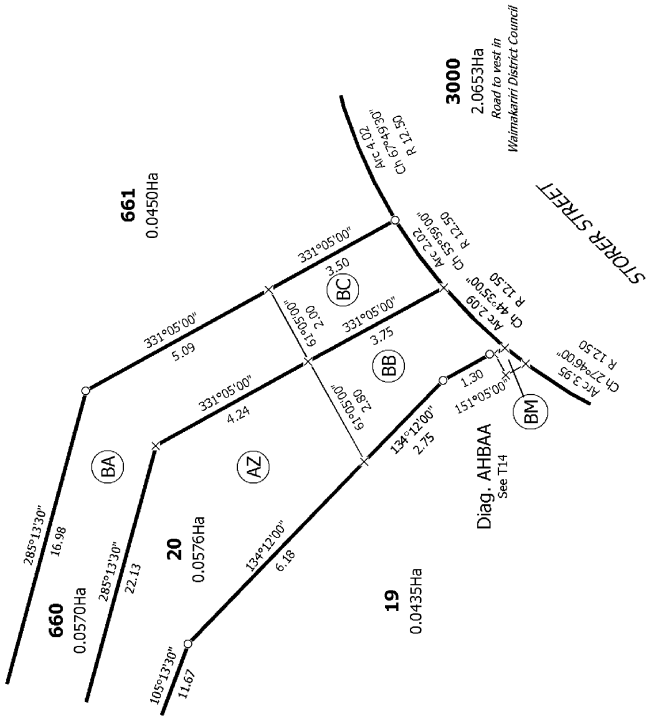 3000
2.0653Ha
Road to vest in
Waimakariri District Council
STORER STREET
661
0.0450Ha
Arc 4.02
Ch 67°49'30"
R 12.50
Arc 2.02
Ch 53°59'00"
R 12.50
Arc 2.09
Ch 44°35'00"
R 12.50
Arc 3.95
Ch 27°46'00"
R 12.50
331°05'00"
3.50
BC
61°05'00"
2.00
331°05'00"
3.75
BB
331°05'00"
5.09
331°05'00"
4.24
61°05'00"
2.80
1.30
151°05'00"
BM
134°12'00"
2.75
Diag. AHBAA
See T14
BA
AZ
134°12'00"
6.18
285°13'30"
16.98
285°13'30"
22.13
20
0.0576Ha
660
0.0570Ha
19
0.0435Ha
105°13'30"
11.67